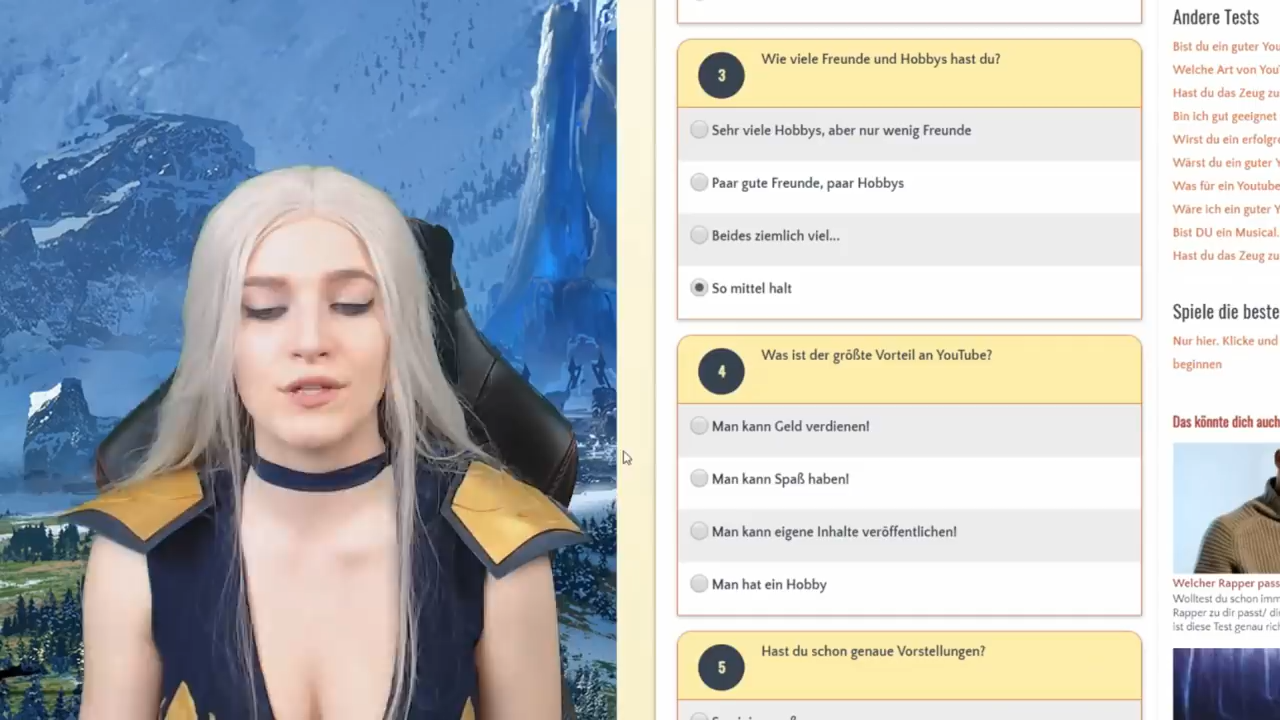 3
Wie viele Freunde und Hobbys hast du?
Sehr viele Hobbys, aber nur wenig Freunde
Paar gute Freunde, paar Hobbys
Beides ziemlich viel...
So mittel halt
4
Was ist der größte Vorteil an YouTube?
Man kann Geld verdienen!
Man kann Spaß haben!
Man kann eigene Inhalte veröffentlichen!
Man hat ein Hobby
5
Hast du schon genaue Vorstellungen?
Andere Tests
Bist du ein guter
Welche Art von
Hast du das Zeug zu
Bin ich gut geeignet
Wirst du ein
Wärst du ein guter
Was für ein Youtube
Wäre ich ein guter
Bist DU ein Musical.
Hast du das Zeug zu
Spiele die beste
Nur hier. Klicke und
beginnen
Das könnte dich auch
Welcher Rapper pass
Wolltest du schon imm
Rapper zu dir passt/
ist diese Test genau